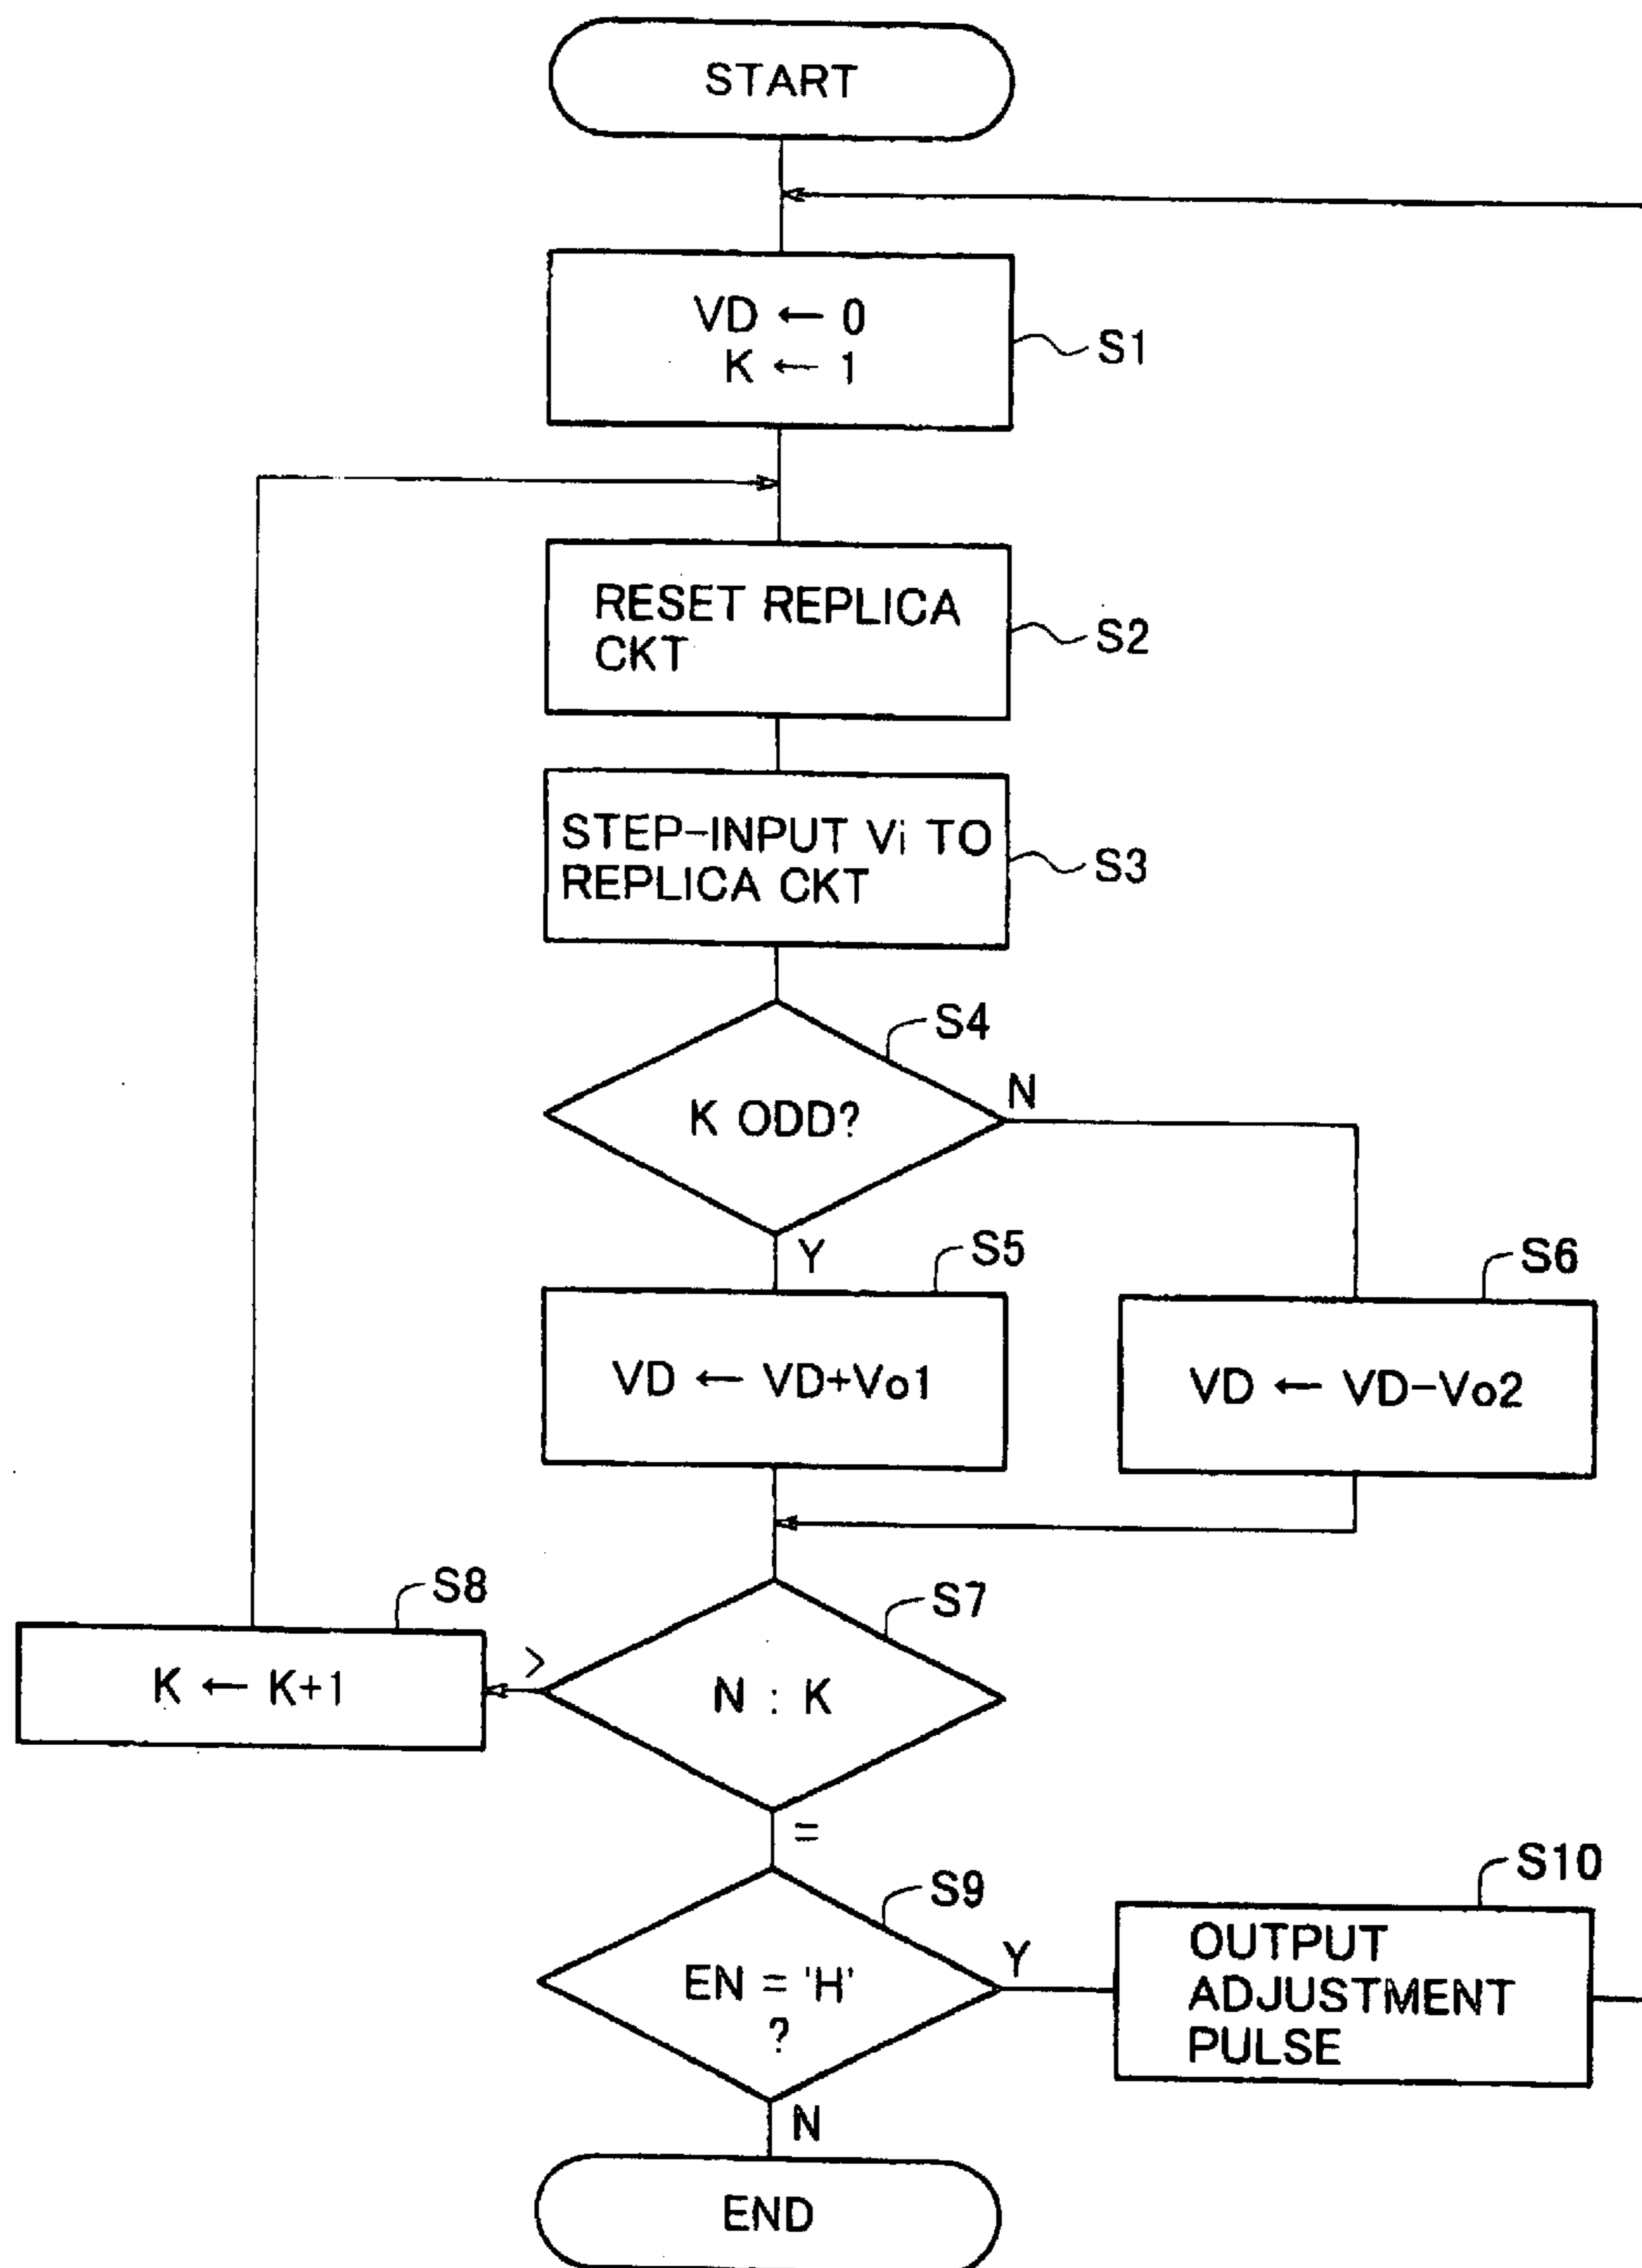 START
VD ← 0
K ← 1
S1
RESET REPLICA
CKT
S2
STEP-INPUT Vi TO
REPLICA CKT
S3
S4
K ODD?
N
Y
S5
VD ← VD+Vo1
S6
VD ← VD-Vo2
S7
N : K
>
S8
K ← K+1
=
S9
EN = 'H'
?
Y
S10
OUTPUT
ADJUSTMENT
PULSE
N
END